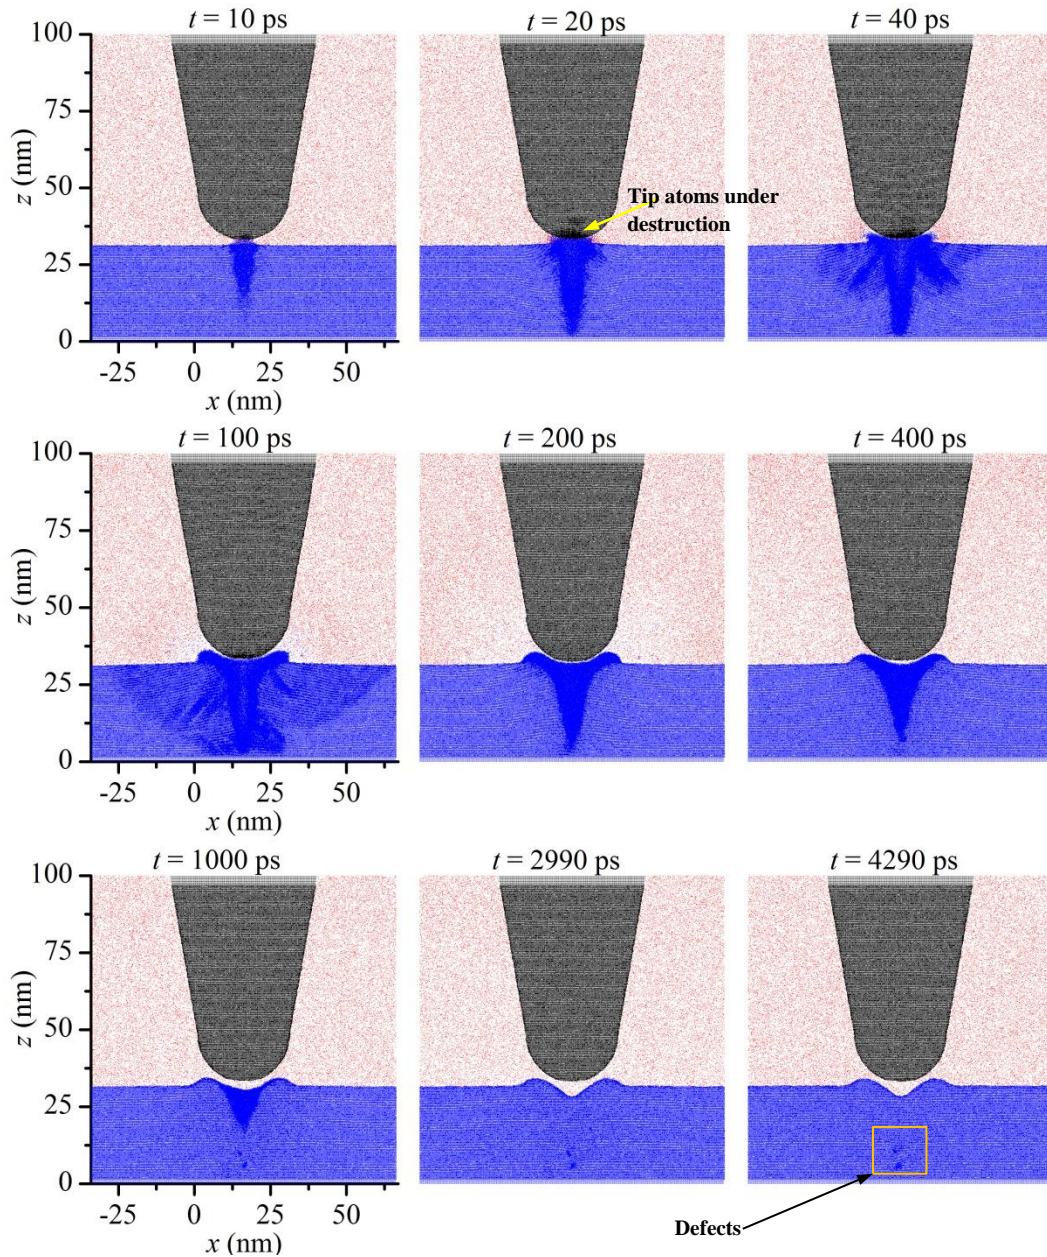 t = 10 ps
t = 20 ps
t = 40 ps
100
75
50
25
0
z (nm)
Tip atoms under
destruction
-25 0 25 50
x (nm)
t = 100 ps
t = 200 ps
t = 400 ps
100
75
50
25
0
z (nm)
-25 0 25 50
x (nm)
t = 1000 ps
t = 2990 ps
t = 4290 ps
100
75
50
25
0
z (nm)
-25 0 25 50
x (nm)
Defects